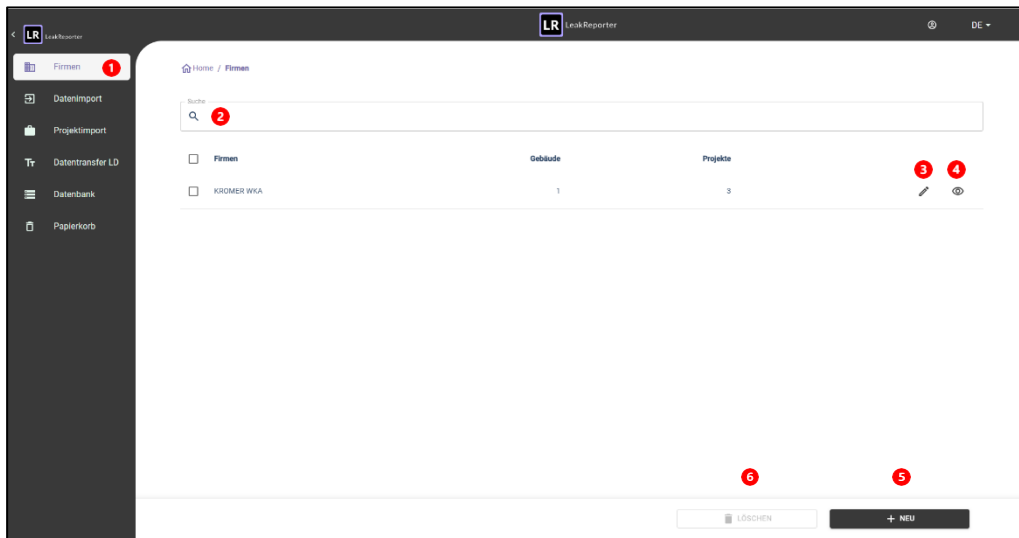 LR LeakReporter
LR LeakReporter
DE
Firmen 1
Datenimport
Projektimport
Datentransfer LD
Datenbank
Papierkorb
Home / Firmen
Suche
2
Firmen Gebäude Projekte
3 4
KROMER WKA 1 3
6 5
LÖSCHEN + NEU